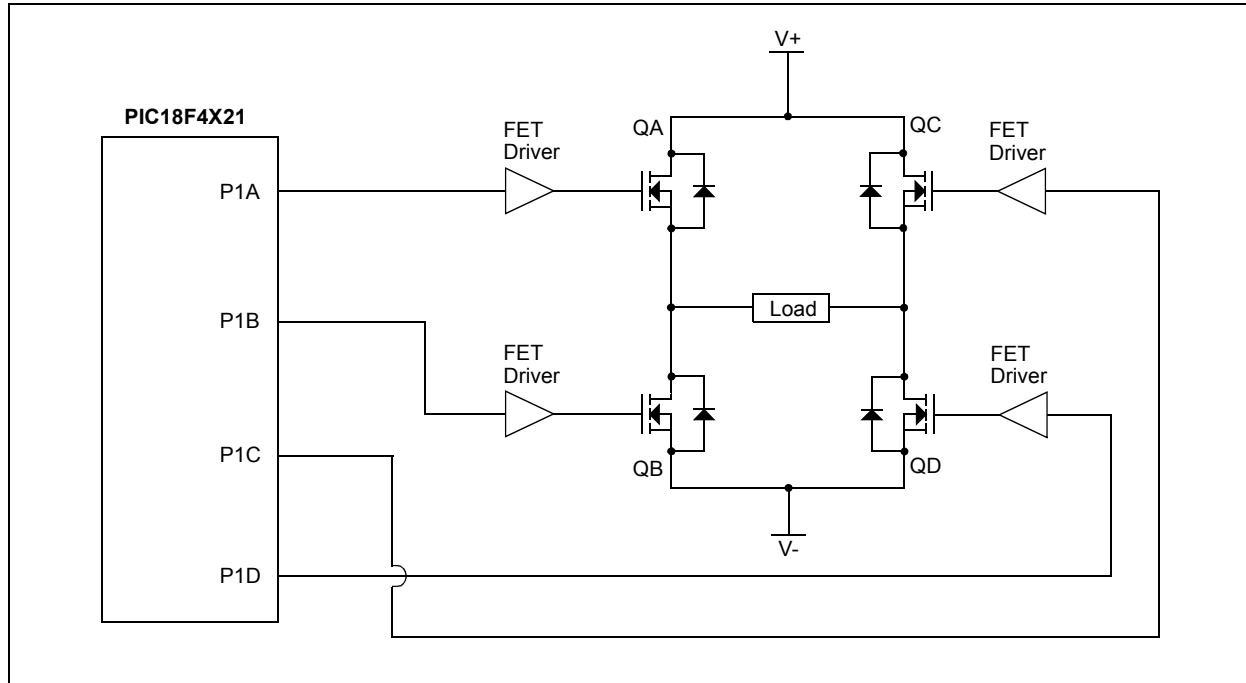 V+
PIC18F4X21
FET
Driver
QA
QC
FET
Driver
P1A
P1B
Load
FET
Driver
FET
Driver
P1C
QB
QD
V-
P1D